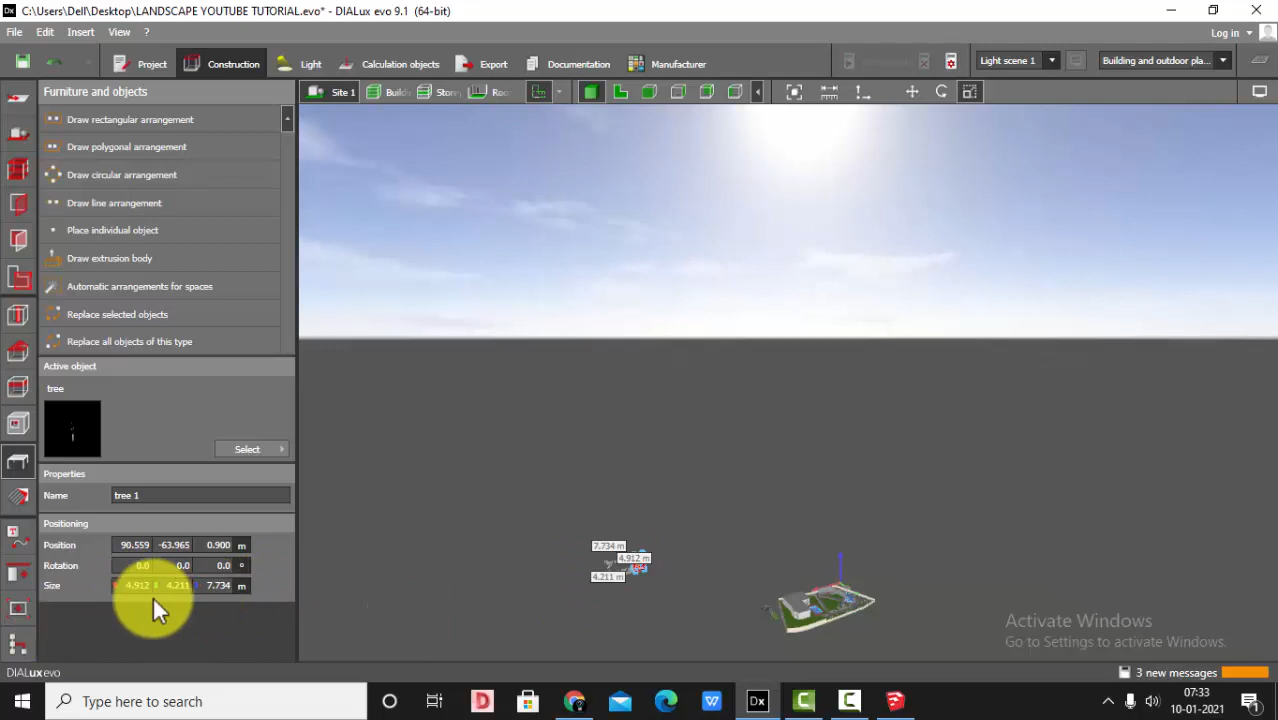 C:\Users\Dell\Desktop\LANDSCAPE YOUTUBE TUTORIAL.evo* - DIALux evo 9.1 (64-bit)
File Edit Insert View ?
Log in
Project Construction Light Calculation objects Export Documentation Manufacturer
Light scene 1
Building and outdoor pla...
Furniture and objects
Site 1 Build Store Roo
Draw rectangular arrangement
Draw polygonal arrangement
Draw circular arrangement
Draw line arrangement
Place individual object
Draw extrusion body
Automatic arrangements for spaces
Replace selected objects
Replace all objects of this type
Active object
tree
Select
Properties
Name tree 1
Positioning
Position 90.559 -63.965 0.900 m
Rotation 0.0 0.0 0.0 °
Size 4.912 4.211 7.734 m
7.734 m
4.912 m
4.211 m
Activate Windows
Go to Settings to activate Windows.
DIALux evo
3 new messages
Type here to search
07:33
10-01-2021